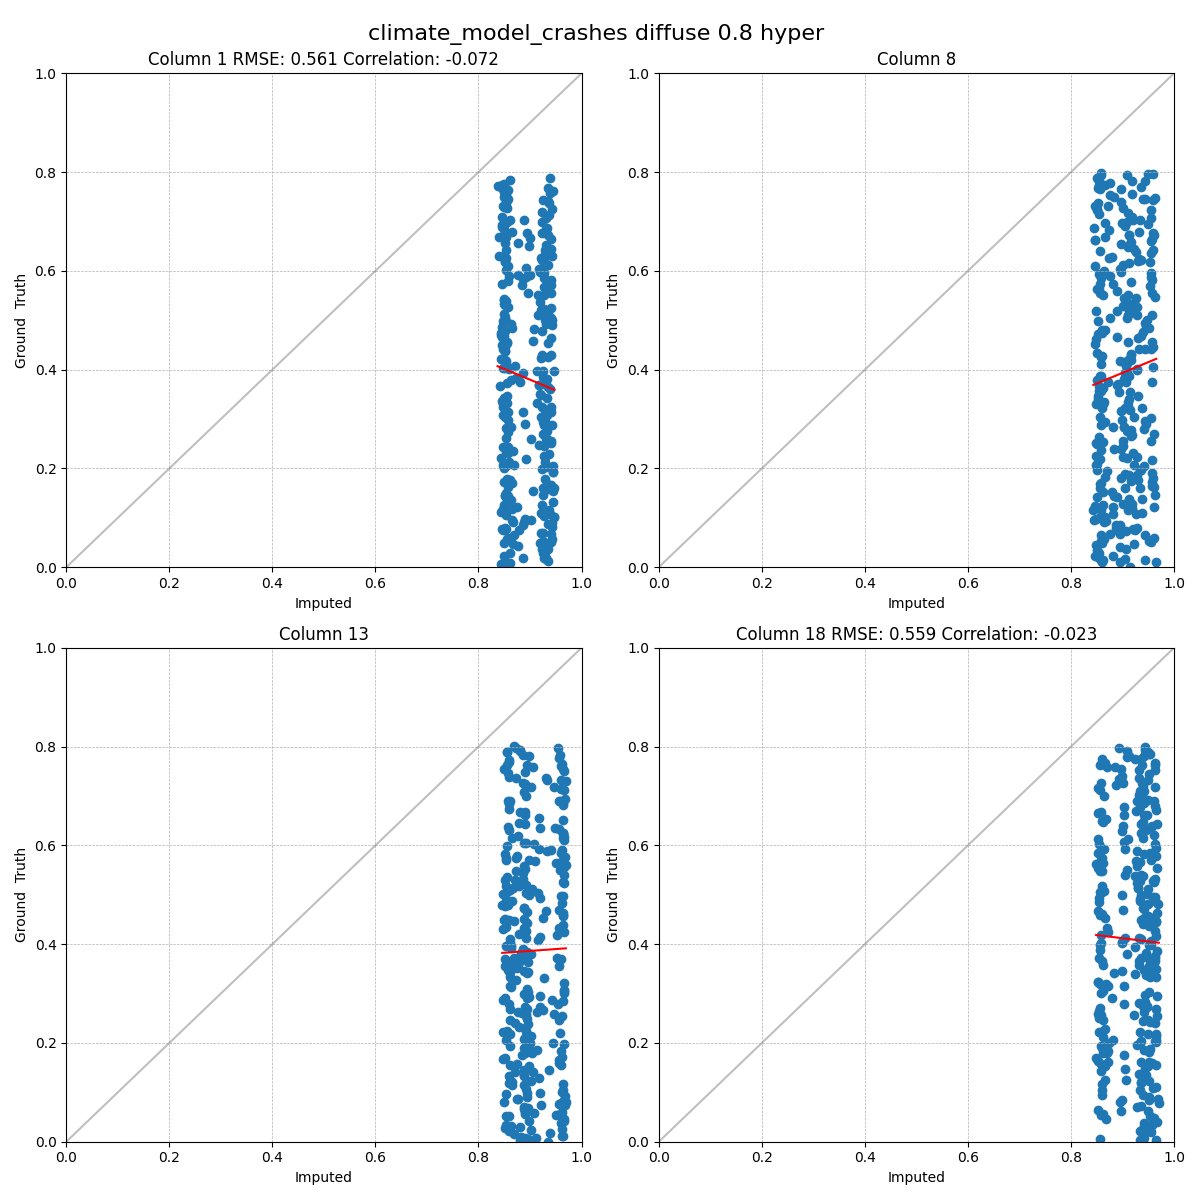 climate_model_crashes diffuse 0.8 hyper
Column 1 RMSE: 0.561 Correlation: -0.072
1.0
0.8
0.6
0.4
0.2
0.0
Ground Truth
0.0 0.2 0.4 0.6 0.8 1.0
Imputed
Column 8
1.0
0.8
0.6
0.4
0.2
0.0
Ground Truth
0.0 0.2 0.4 0.6 0.8 1.0
Imputed
Column 13
1.0
0.8
0.6
0.4
0.2
0.0
Ground Truth
0.0 0.2 0.4 0.6 0.8 1.0
Imputed
Column 18 RMSE: 0.559 Correlation: -0.023
1.0
0.8
0.6
0.4
0.2
0.0
Ground Truth
0.0 0.2 0.4 0.6 0.8 1.0
Imputed